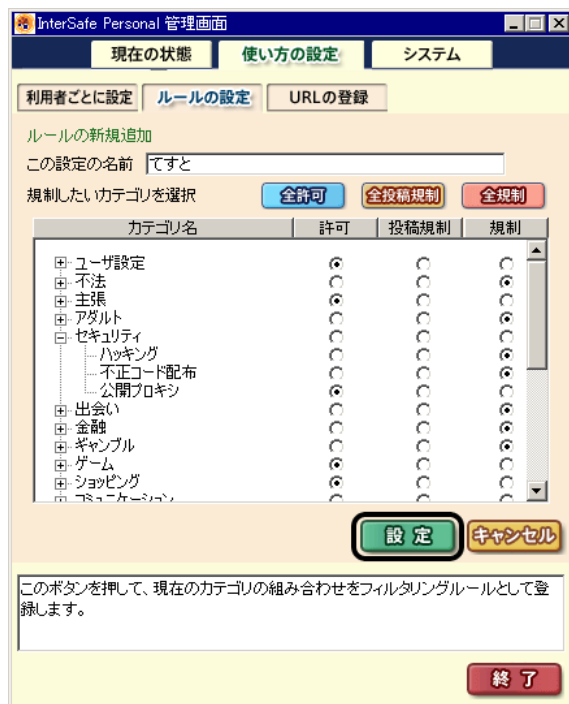 InterSafe Personal 管理画面
現在の状態 使い方の設定 システム
利用者ごとに設定 ルールの設定 URLの登録
ルールの新規追加
この設定の名前 てすと
規制したいカテゴリを選択 全許可 全投稿規制 全規制
カテゴリ名 許可 投稿規制 規制
ユーザ設定
不法
主張
アダルト
セキュリティ
ハッキング
不正コード配布
公開プロキシ
出会い
金融
ギャンブル
ゲーム
ショッピング
コミュニケーション
設定 キャンセル
このボタンを押して、現在のカテゴリの組み合わせをフィルタリングルールとして登
録します。
終了